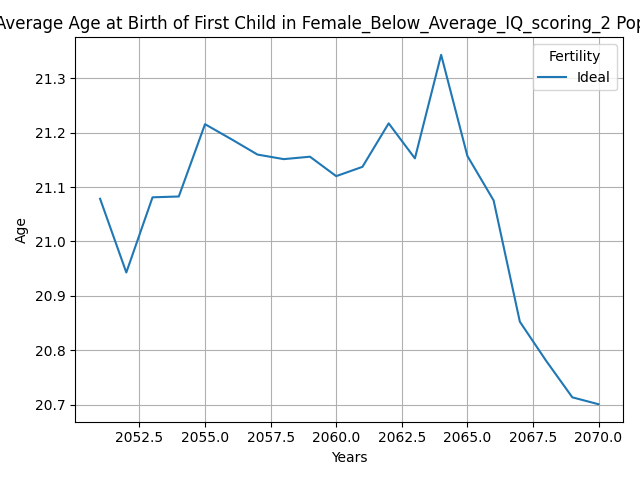 Average Age at Birth of First Child in Female_Below_Average_IQ_scoring_2 Pop
Fertility
Ideal
21.3
21.2
21.1
21.0
20.9
20.8
20.7
Age
2052.5 2055.0 2057.5 2060.0 2062.5 2065.0 2067.5 2070.0
Years